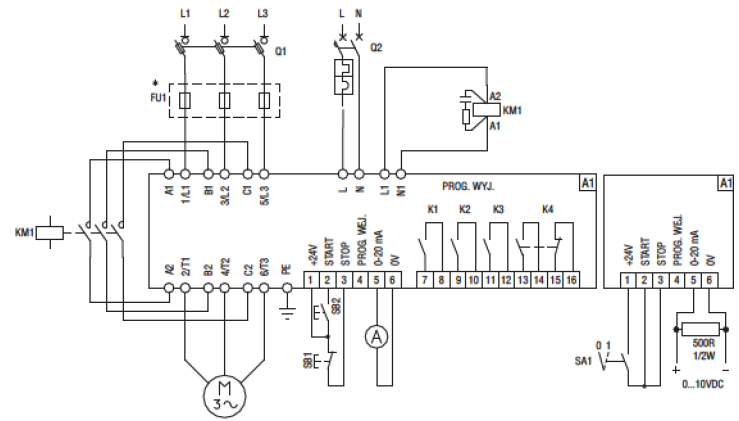 L1 L2 L3 L N
Q1 Q2
*
FU1
A2
KM1
A1
A1 1/L1 B1 3/L2 C1 5/L3 L N L1 N1
PROG. WYJ. A1 A1
KM1
K1 K2 K3 K4
+24V START STOP PROG. WEJ. 0-20 mA 0V
+24V START STOP PROG. WEJ. 0-20 mA 0V
A2 2/T1 B2 4/T2 C2 6/T3 PE
1 2 3 4 5 6 7 8 9 10 11 12 13 14 15 16 1 2 3 4 5 6
SB2
A
SB1
0 1
SA1
500R
1/2W
+ -
0...10VDC
M
3~